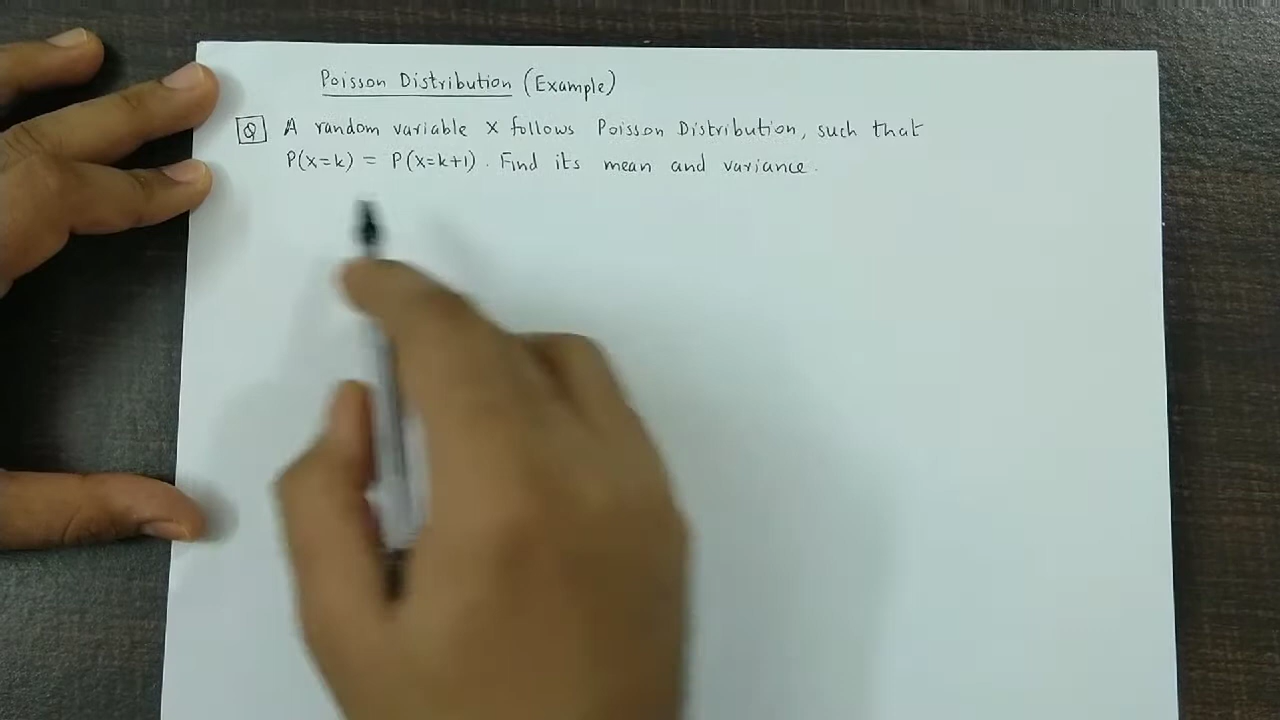 Poisson Distribution (Example)
Q A random variable X follows Poisson Distribution, such that
P(x=k) = P(x=k+1). Find its mean and variance.